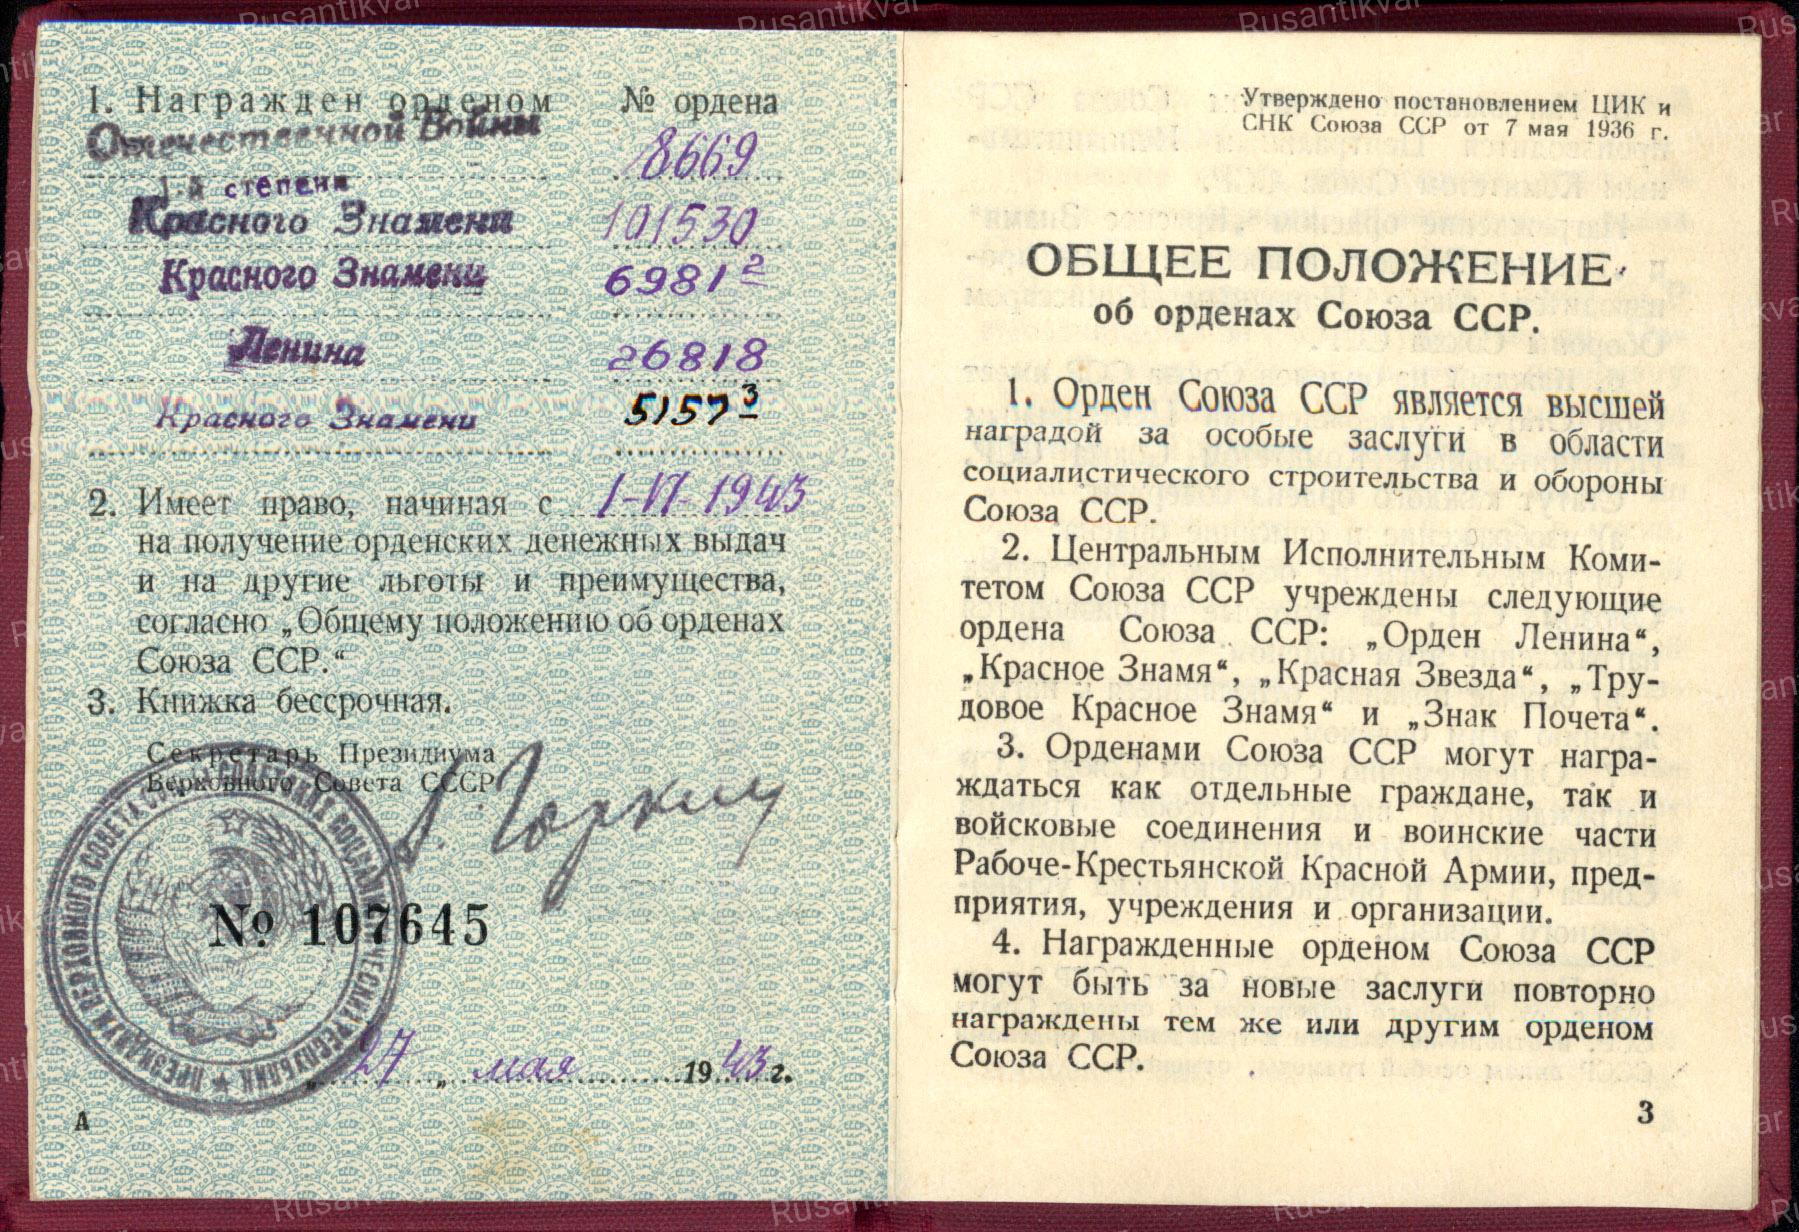 1. Награжден орденом № ордена
Отечественной Войны 8669
1-й степени
Красного Знамени 101530
Красного Знамени 6981 2
Ленина 26818
Красного Знамени 5157 3
2. Имеет право, начиная с 1-VI-1943
на получение орденских денежных выдач
и на другие льготы и преимущества,
согласно „Общему положению об орденах
Союза ССР.“
3. Книжка бессрочная.
Секретарь Президиума
Верховного Совета СССР
А. Горкин
№ 107645
„27„ мая 1943 г.
А
Утверждено постановлением ЦИК и
СНК Союза ССР от 7 мая 1936 г.
ОБЩЕЕ ПОЛОЖЕНИЕ
об орденах Союза ССР.
1. Орден Союза ССР является высшей
наградой за особые заслуги в области
социалистического строительства и обороны
Союза ССР.
2. Центральным Исполнительным Коми-
тетом Союза ССР учреждены следующие
ордена Союза ССР: „Орден Ленина“,
„Красное Знамя“, „Красная Звезда“, „Тру-
довое Красное Знамя“ и „Знак Почета“.
3. Орденами Союза ССР могут награ-
ждаться как отдельные граждане, так и
войсковые соединения и воинские части
Рабоче-Крестьянской Красной Армии, пред-
приятия, учреждения и организации.
4. Награжденные орденом Союза ССР
могут быть за новые заслуги повторно
награждены тем же или другим орденом
Союза ССР.
3
Rusantikvar